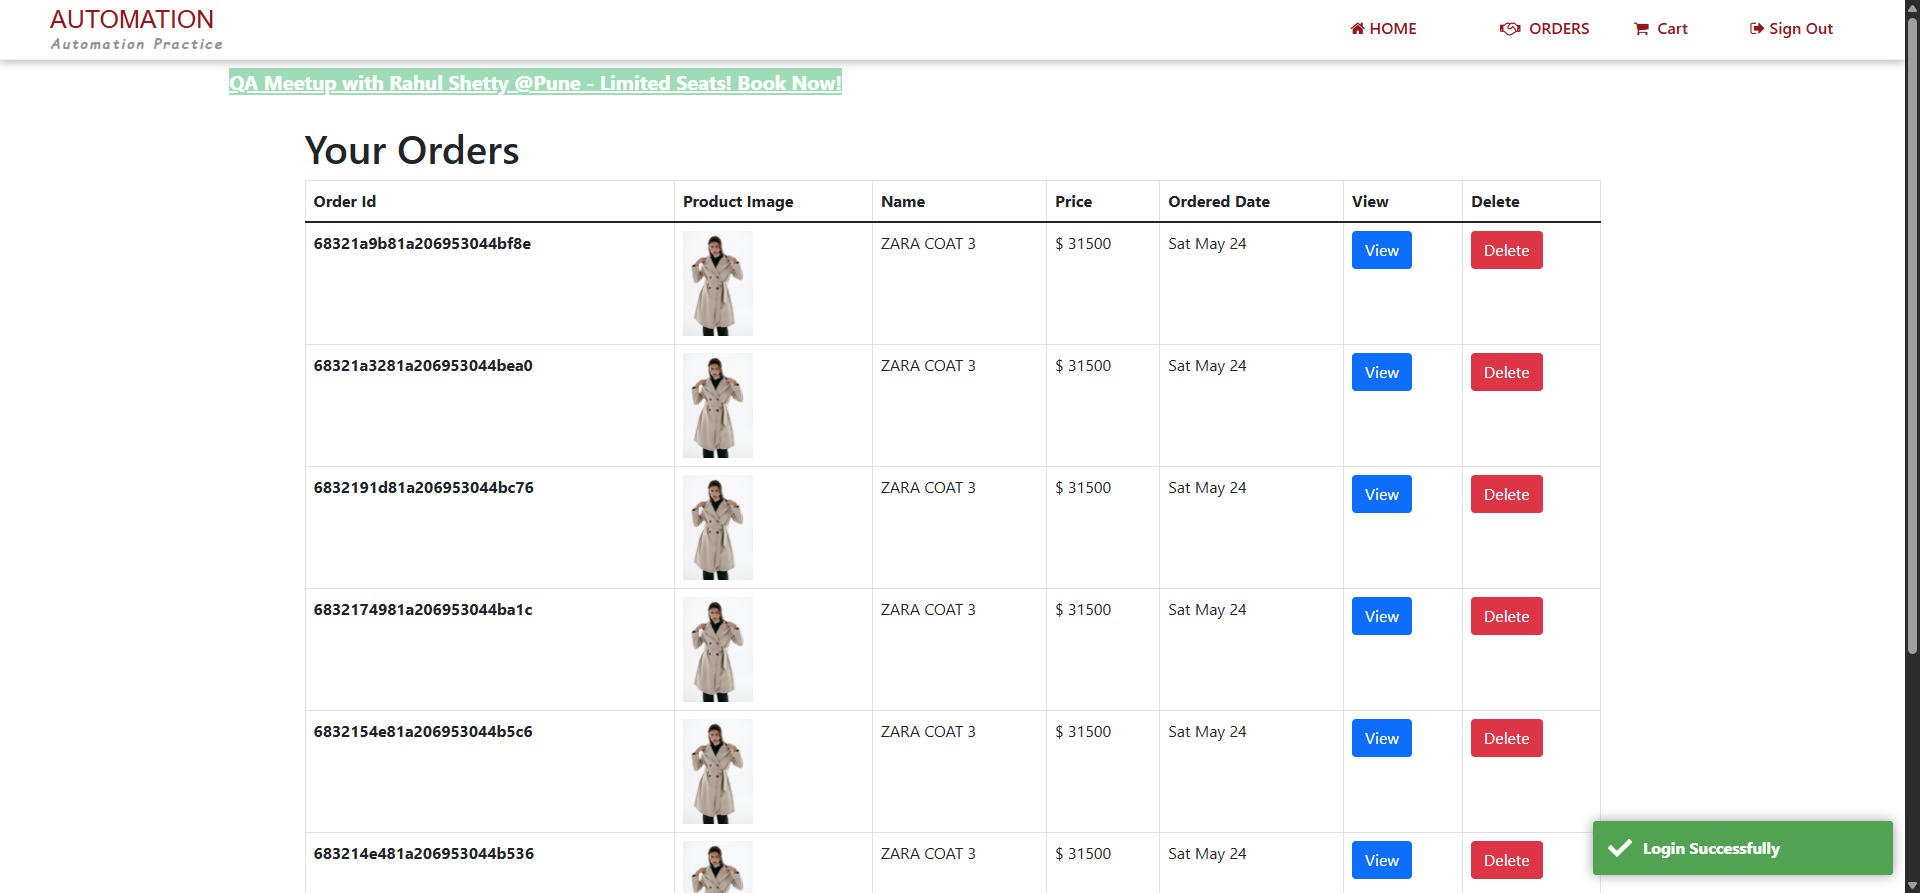 AUTOMATION
Automation Practice
HOME ORDERS Cart Sign Out
QA Meetup with Rahul Shetty @Pune - Limited Seats! Book Now!
Your Orders
Order Id Product Image Name Price Ordered Date View Delete
68321a9b81a206953044bf8e ZARA COAT 3 $ 31500 Sat May 24 View Delete
68321a3281a206953044bea0 ZARA COAT 3 $ 31500 Sat May 24 View Delete
6832191d81a206953044bc76 ZARA COAT 3 $ 31500 Sat May 24 View Delete
6832174981a206953044ba1c ZARA COAT 3 $ 31500 Sat May 24 View Delete
6832154e81a206953044b5c6 ZARA COAT 3 $ 31500 Sat May 24 View Delete
683214e481a206953044b536 ZARA COAT 3 $ 31500 Sat May 24 View Delete
Login Successfully